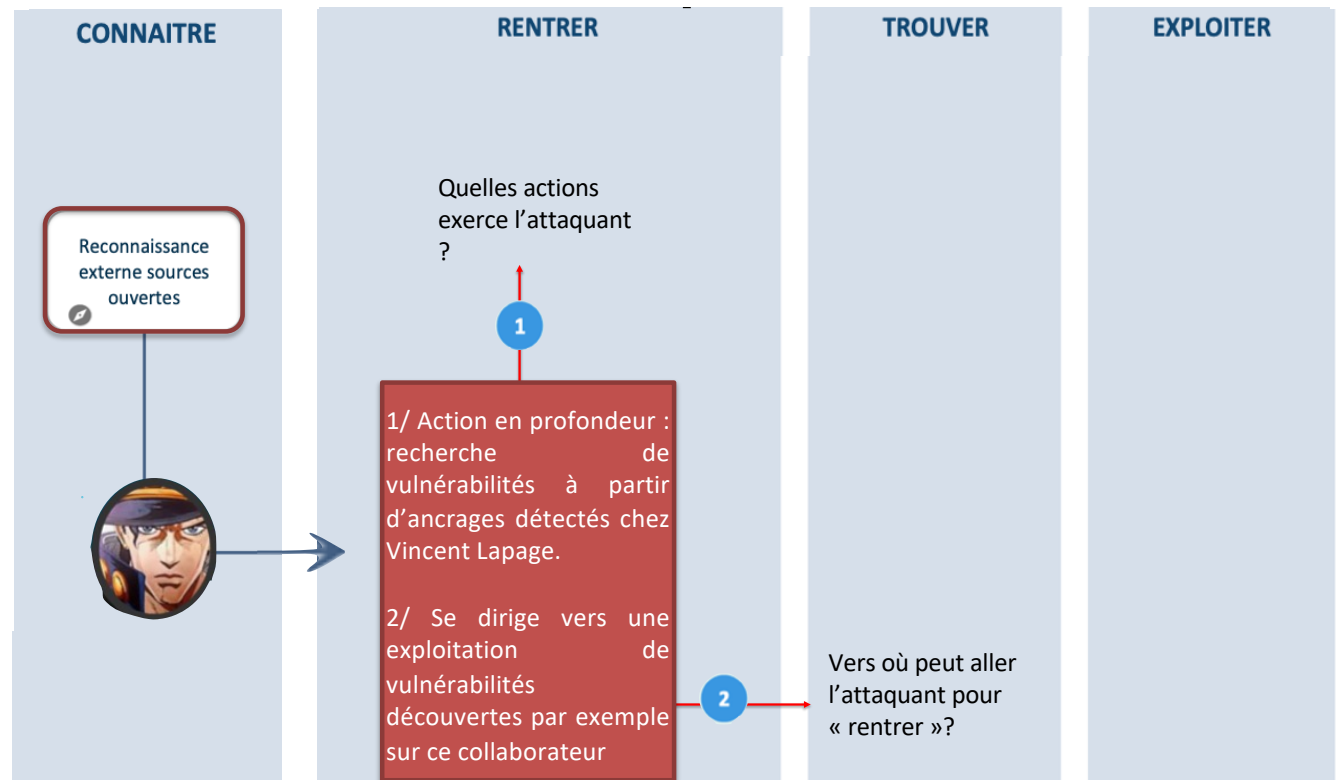 CONNAITRE
RENTRER
TROUVER
EXPLOITER
Quelles actions
exerce l’attaquant
?
Reconnaissance
externe sources
ouvertes
1
1/ Action en profondeur :
recherche de
vulnérabilités à partir
d’ancrages détectés chez
Vincent Lapage.
2/ Se dirige vers une
exploitation de
vulnérabilités
découvertes par exemple
sur ce collaborateur
2
Vers où peut aller
l’attaquant pour
« rentrer »?